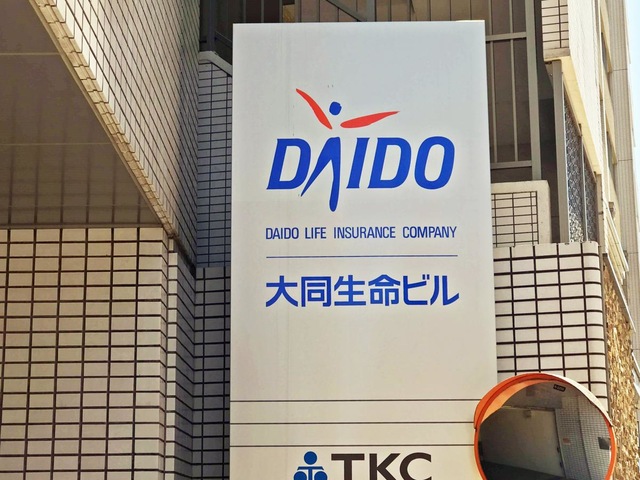 DAIDO
DAIDO LIFE INSURANCE COMPANY
大同生命ビル
TKC